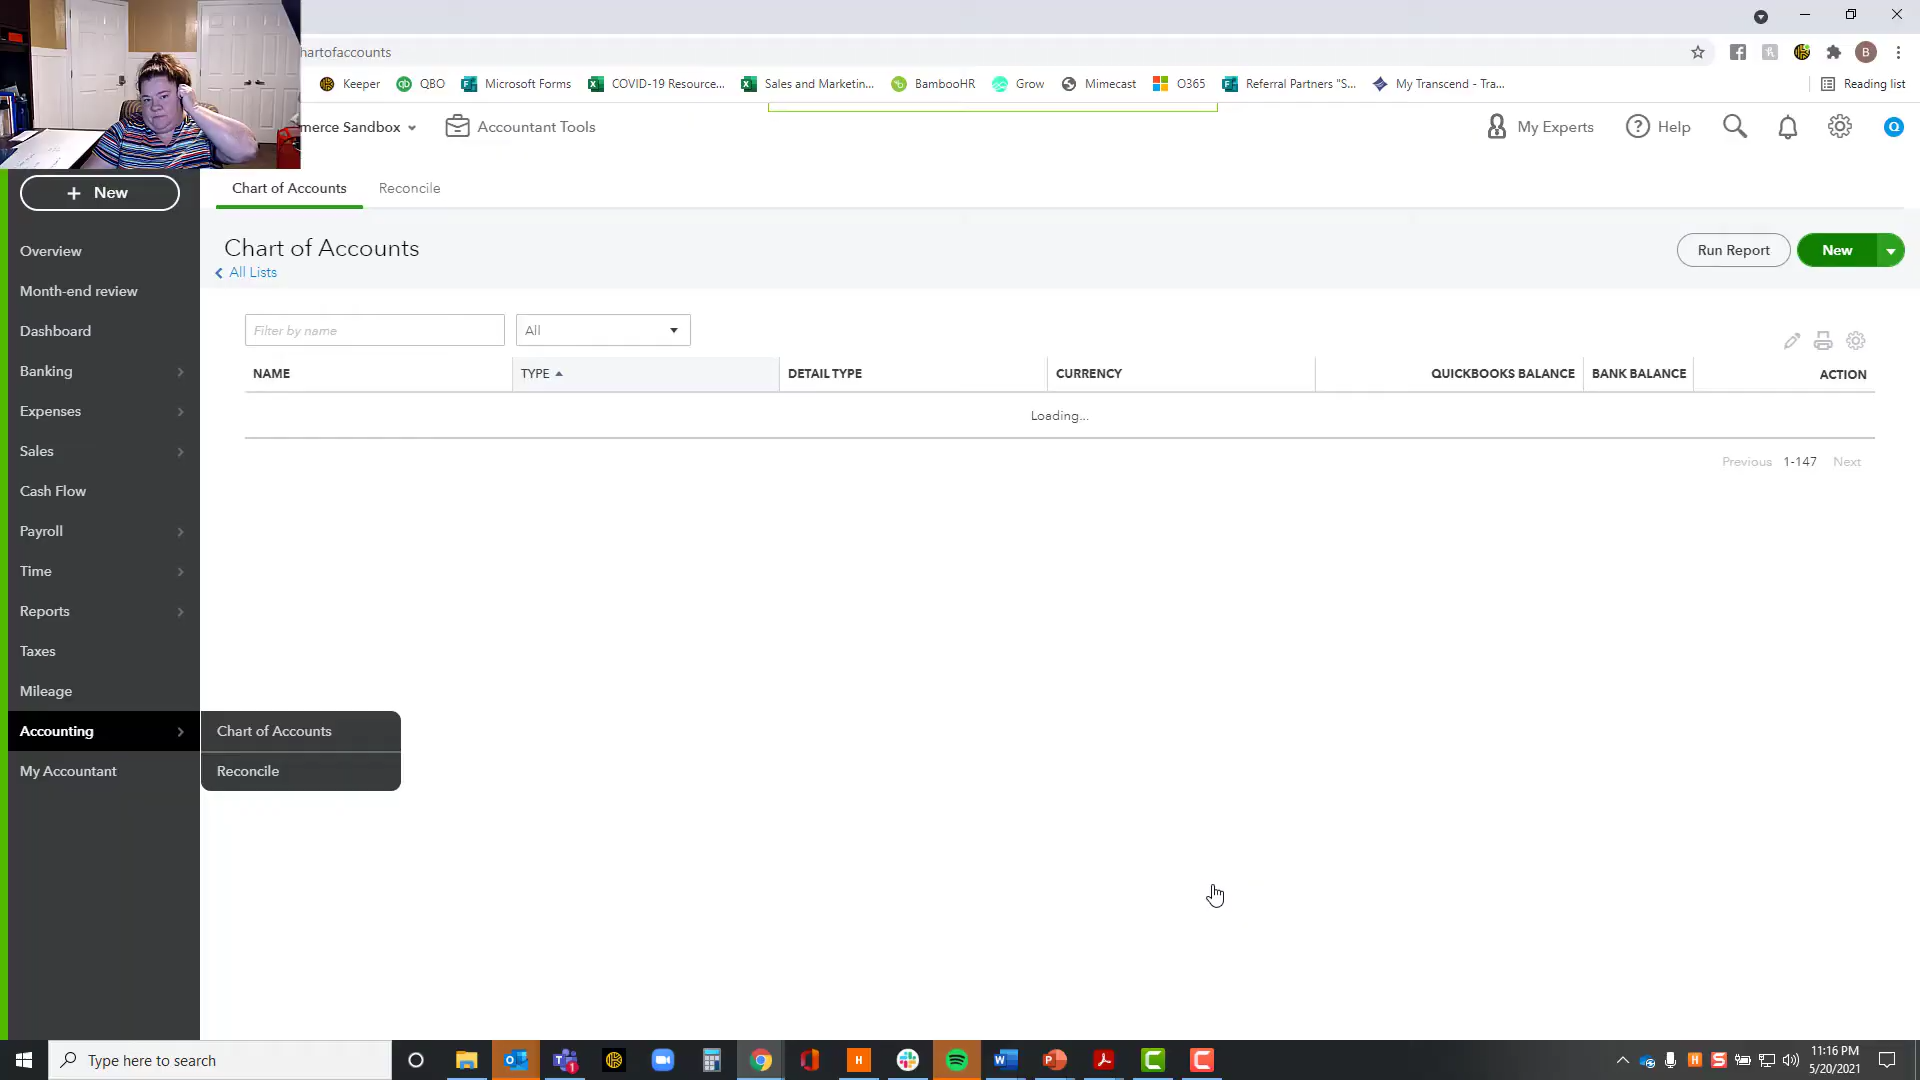 hartofaccounts
Keeper
QBO
Microsoft Forms
COVID-19 Resource...
Sales and Marketin...
BambooHR
Grow
Mimecast
O365
Referral Partners "S...
My Transcend - Tra...
Reading list
merce Sandbox
Accountant Tools
My Experts
Help
+ New
Chart of Accounts
Reconcile
Chart of Accounts
All Lists
Run Report
New
Overview
Month-end review
Dashboard
Banking
Expenses
Sales
Cash Flow
Payroll
Time
Reports
Taxes
Mileage
Accounting
My Accountant
Chart of Accounts
Reconcile
Filter by name
All
NAME
TYPE
DETAIL TYPE
CURRENCY
QUICKBOOKS BALANCE
BANK BALANCE
ACTION
Loading...
Previous 1-147 Next
Type here to search
11:16 PM
5/20/2021